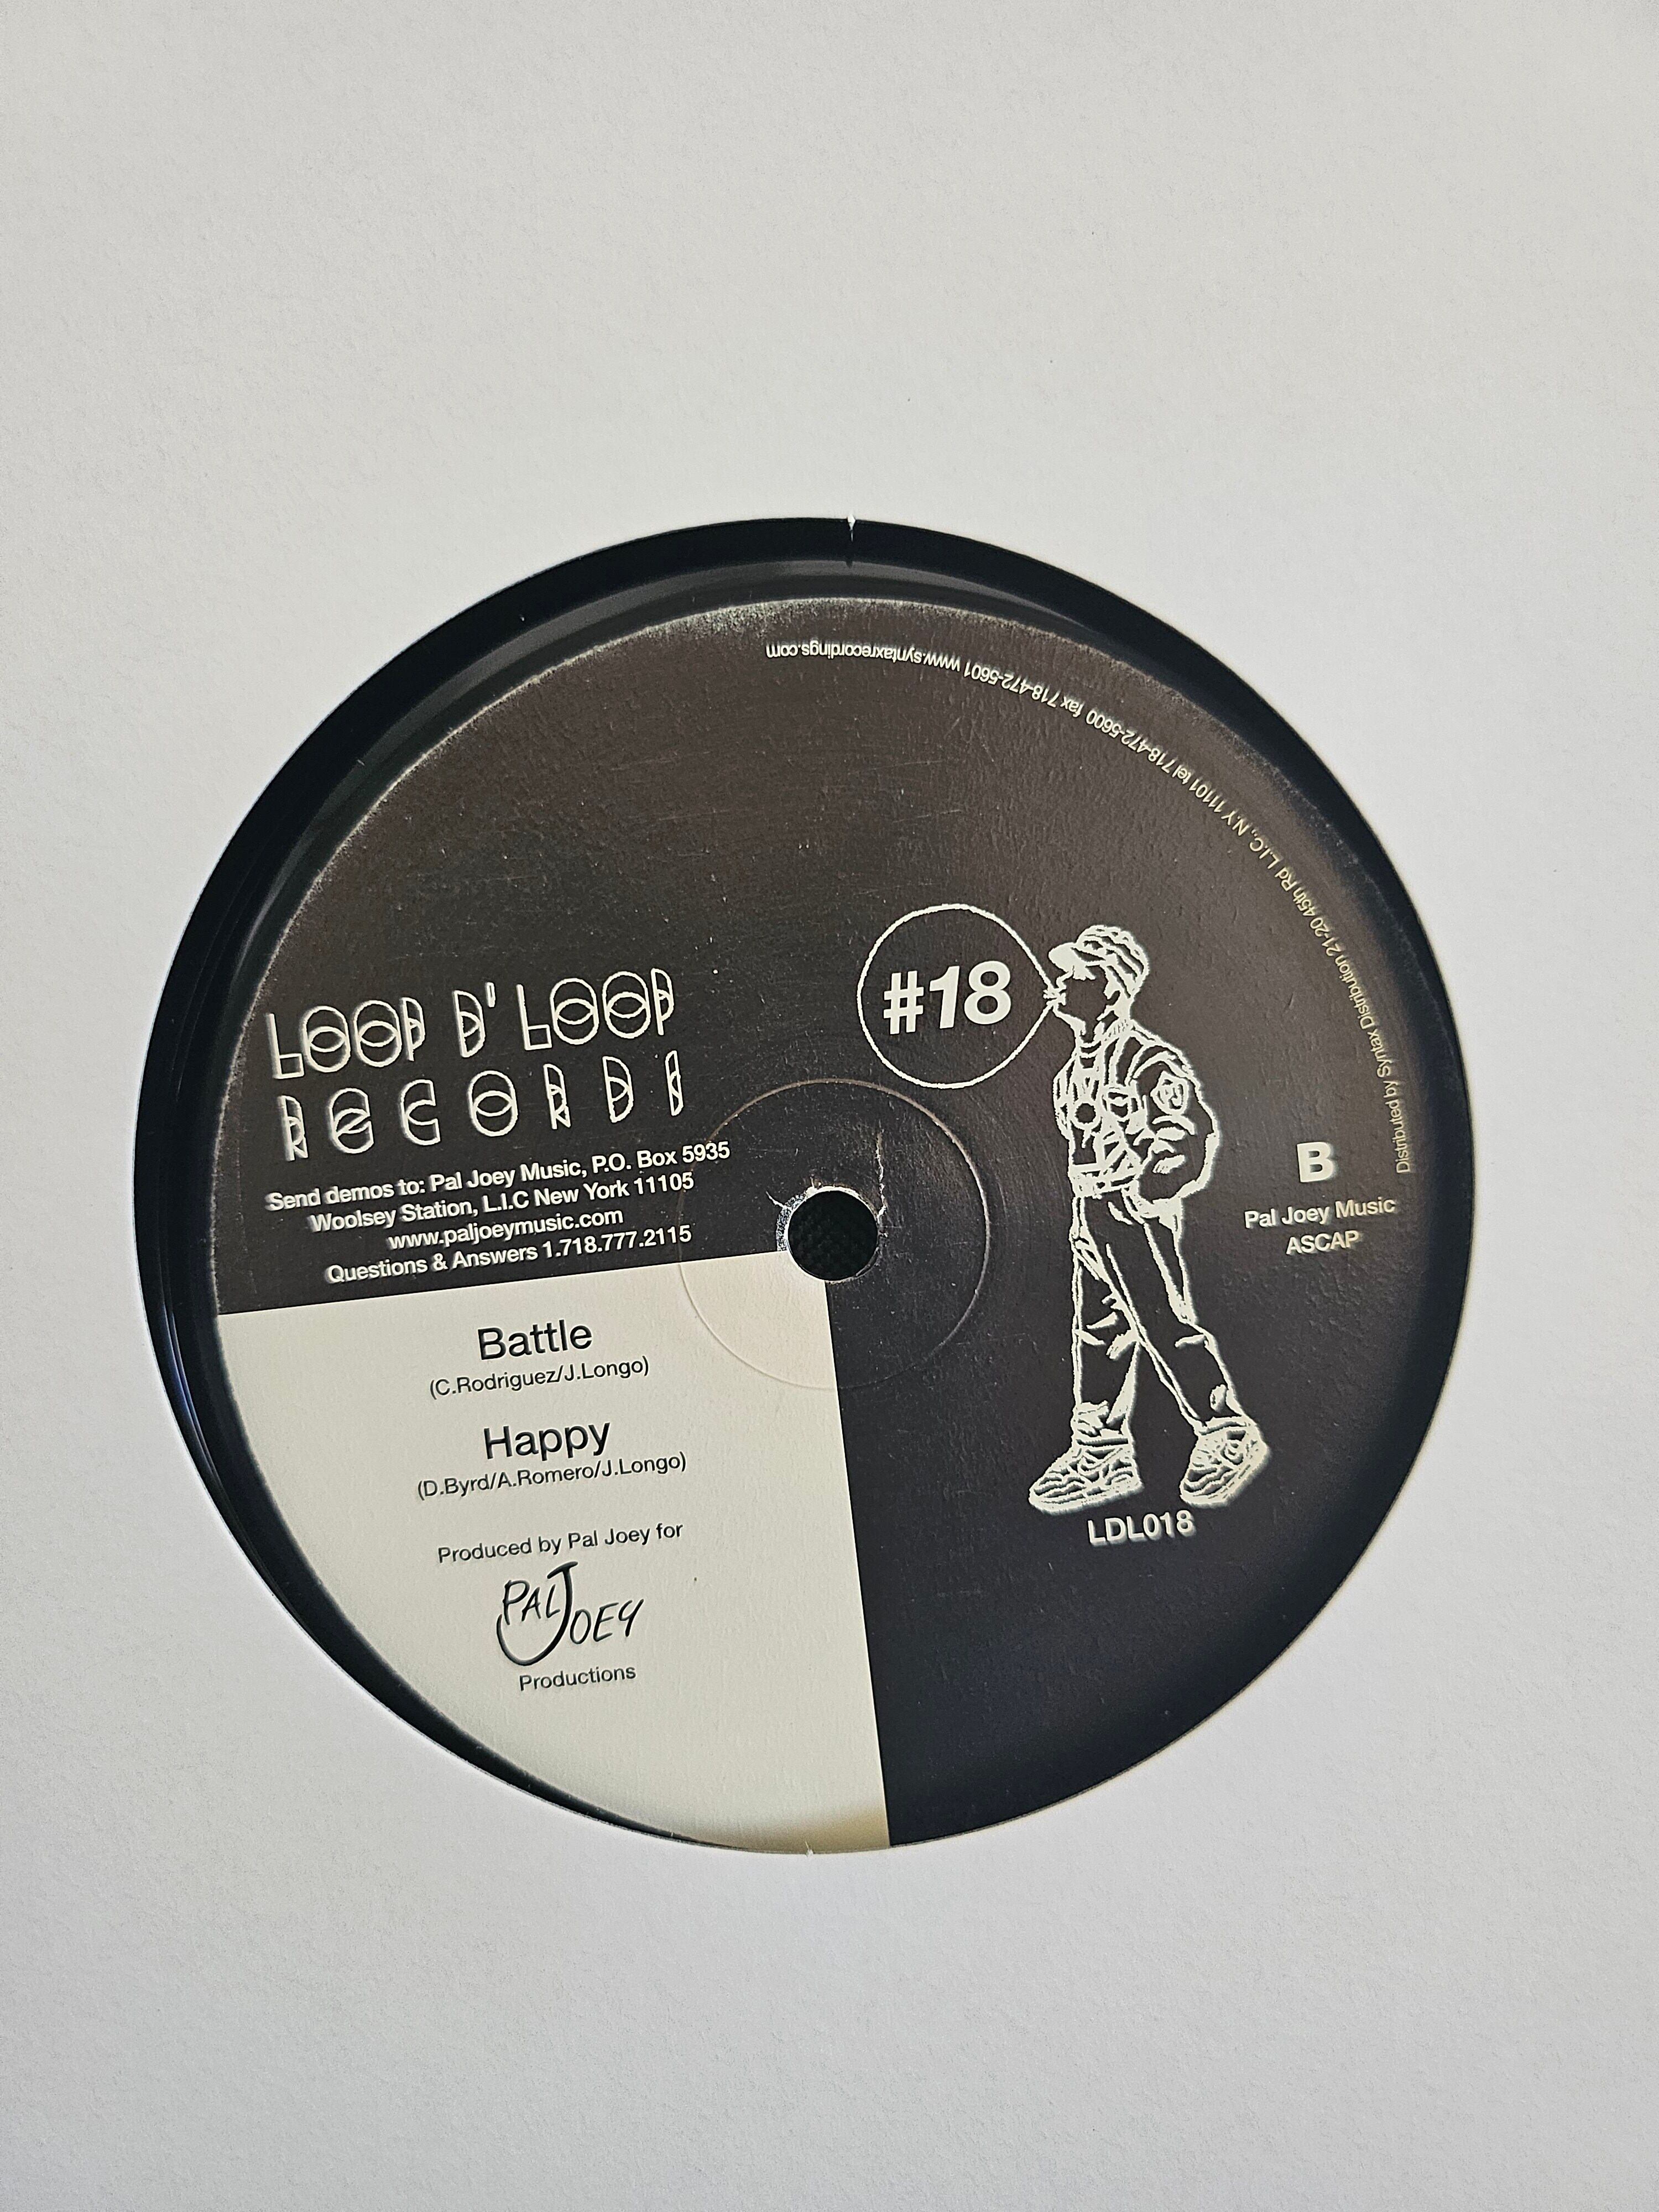 LOOP D' LOOP
RECORDS
Send demos to: Pal Joey Music, P.O. Box 5935
Woolsey Station, L.I.C New York 11105
www.paljoeymusic.com
Questions & Answers 1.718.777.2115
Battle
(C.Rodriguez/J.Longo)
Happy
(D.Byrd/A.Romero/J.Longo)
Produced by Pal Joey for
PAL JOEY
Productions
#18
B
Pal Joey Music
ASCAP
LDL018
Distributed by Syntax Distribution 21-20 45th Rd L.I.C., N.Y 11101 tel 718-472-5600 fax 718-472-5601 www.syntaxrecordings.com